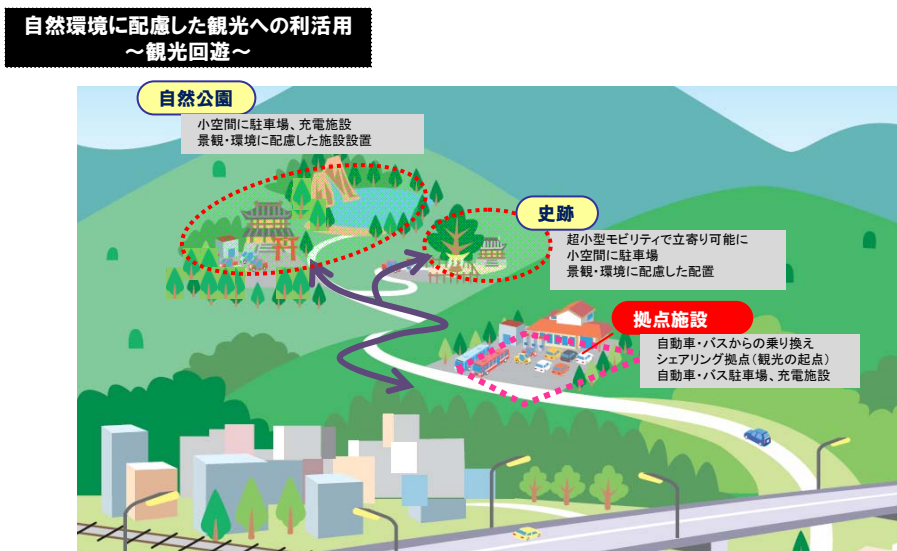 自然環境に配慮した観光への利活用
～観光回遊～
自然公園
小空間に駐車場、充電施設
景観・環境に配慮した施設設置
史跡
超小型モビリティで立寄り可能に
小空間に駐車場
景観・環境に配慮した配置
拠点施設
自動車・バスからの乗り換え
シェアリング拠点（観光の起点）
自動車・バス駐車場、充電施設